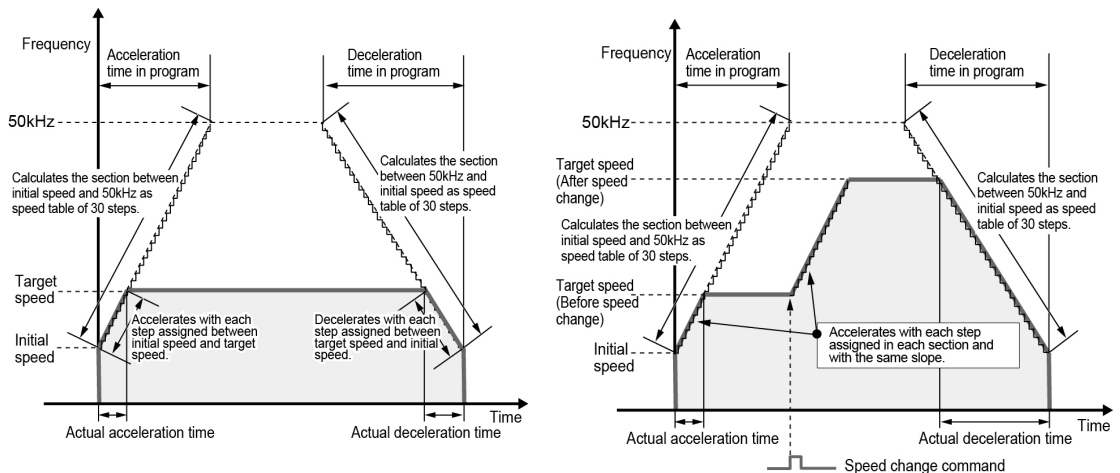 Frequency
Acceleration
time in program
Deceleration
time in program
50kHz
Calculates the section between
initial speed and 50kHz as
speed table of 30 steps.
Calculates the section
between 50kHz and
initial speed as speed
table of 30 steps.
Target
speed
Initial
speed
Accelerates with each
step assigned between
initial speed and target
speed.
Decelerates with each
step assigned between
target speed and initial
speed.
Time
Actual acceleration time
Actual deceleration time
Frequency
Acceleration
time in program
Deceleration
time in program
50kHz
Target speed
(After speed
change)
Calculates the section between
initial speed and 50kHz as
speed table of 30 steps.
Calculates the section
between 50kHz and
initial speed as speed
table of 30 steps.
Target speed
(Before speed
change)
Initial
speed
Accelerates with each step
assigned in each section and
with the same slope.
Time
Actual acceleration time
Actual deceleration time
Speed change command